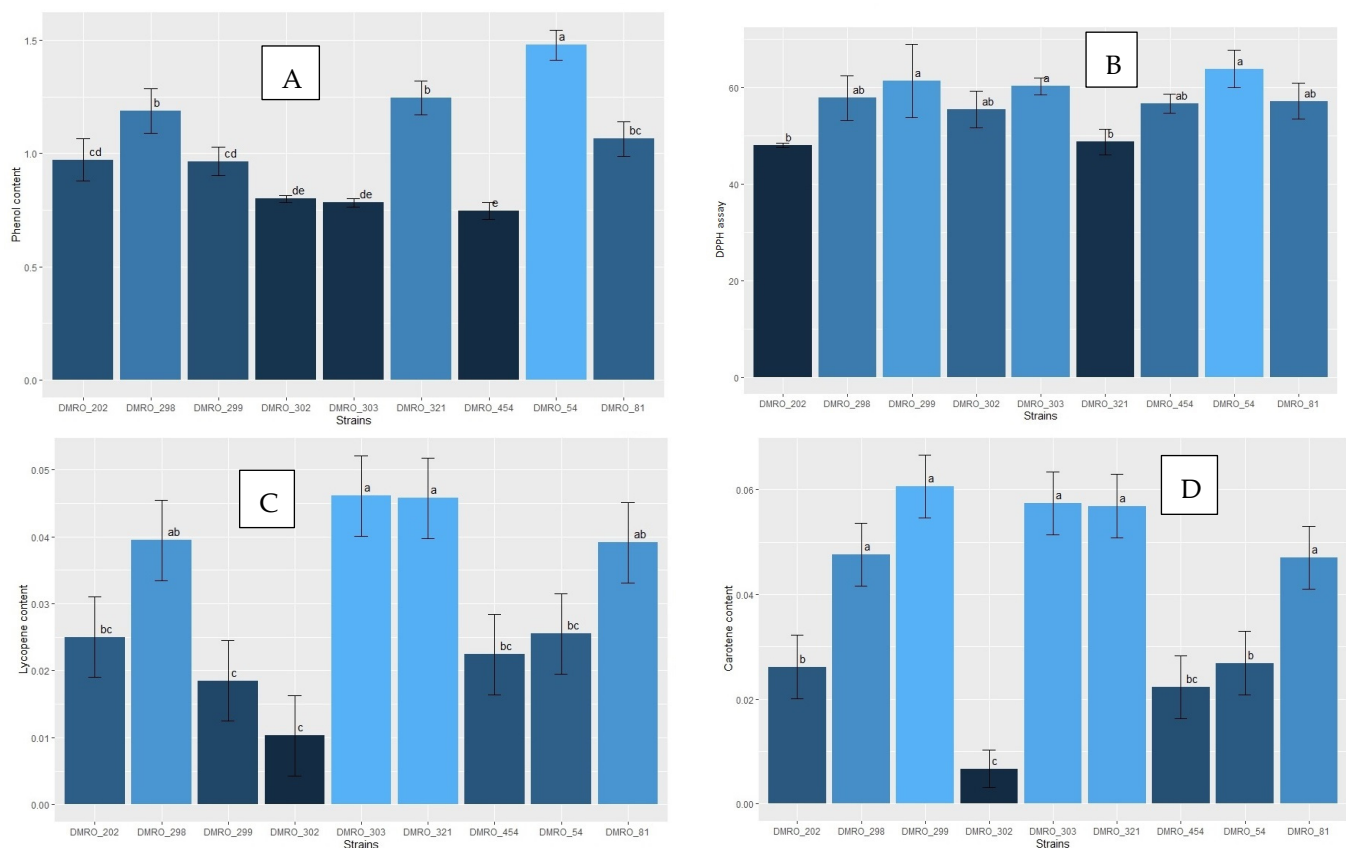 A
Phenol content
1.5
1.0
0.5
0.0
cd
b
cd
de
de
b
e
a
bc
DMRO_202 DMRO_298 DMRO_299 DMRO_302 DMRO_303 DMRO_321 DMRO_454 DMRO_54 DMRO_81
Strains
B
DPPH assay
60
40
20
0
b
ab
a
ab
a
b
ab
a
ab
DMRO_202 DMRO_298 DMRO_299 DMRO_302 DMRO_303 DMRO_321 DMRO_454 DMRO_54 DMRO_81
Strains
C
Lycopene content
0.05
0.04
0.03
0.02
0.01
0.00
bc
ab
c
c
a
a
bc
bc
ab
DMRO_202 DMRO_298 DMRO_299 DMRO_302 DMRO_303 DMRO_321 DMRO_454 DMRO_54 DMRO_81
Strains
D
Carotene content
0.06
0.04
0.02
0.00
b
a
a
c
a
a
bc
b
a
DMRO_202 DMRO_298 DMRO_299 DMRO_302 DMRO_303 DMRO_321 DMRO_454 DMRO_54 DMRO_81
Strains